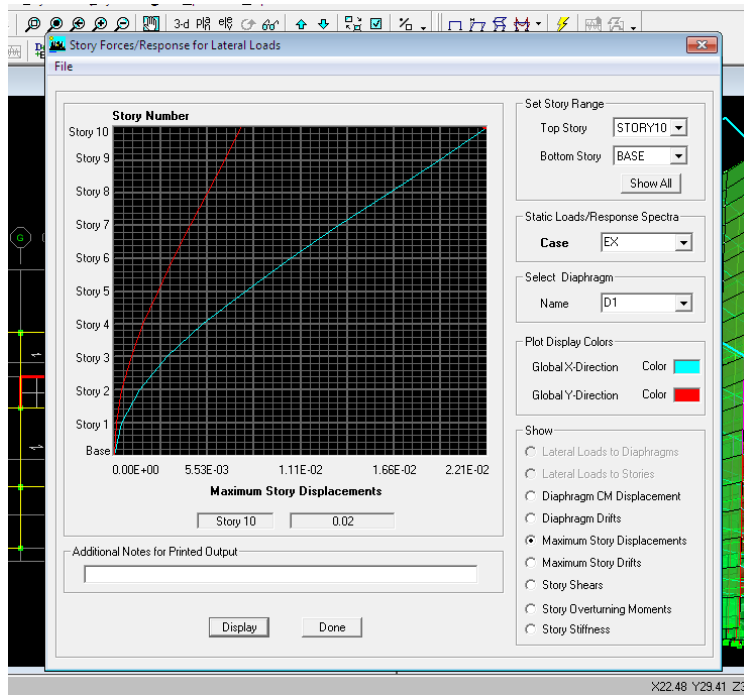 3-d
Story Forces/Response for Lateral Loads
File
Story Number
Story 10
Story 9
Story 8
Story 7
Story 6
Story 5
Story 4
Story 3
Story 2
Story 1
Base
0.00E+00 5.53E-03 1.11E-02 1.66E-02 2.21E-02
Maximum Story Displacements
Story 10 0.02
Additional Notes for Printed Output
Display Done
Set Story Range
Top Story STORY10
Bottom Story BASE
Show All
Static Loads/Response Spectra
Case EX
Select Diaphragm
Name D1
Plot Display Colors
Global X-Direction Color
Global Y-Direction Color
Show
Lateral Loads to Diaphragms
Lateral Loads to Stories
Diaphragm CM Displacement
Diaphragm Drifts
Maximum Story Displacements
Maximum Story Drifts
Story Shears
Story Overturning Moments
Story Stiffness
G
X22.48 Y29.41